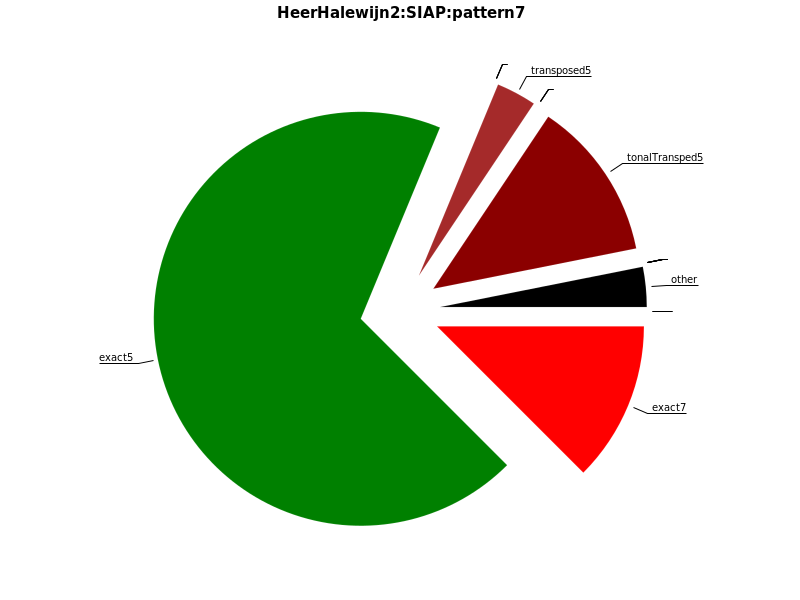 HeerHalewijn2:SIAP:pattern7
transposed5
tonalTransped5
other
exact5
exact7